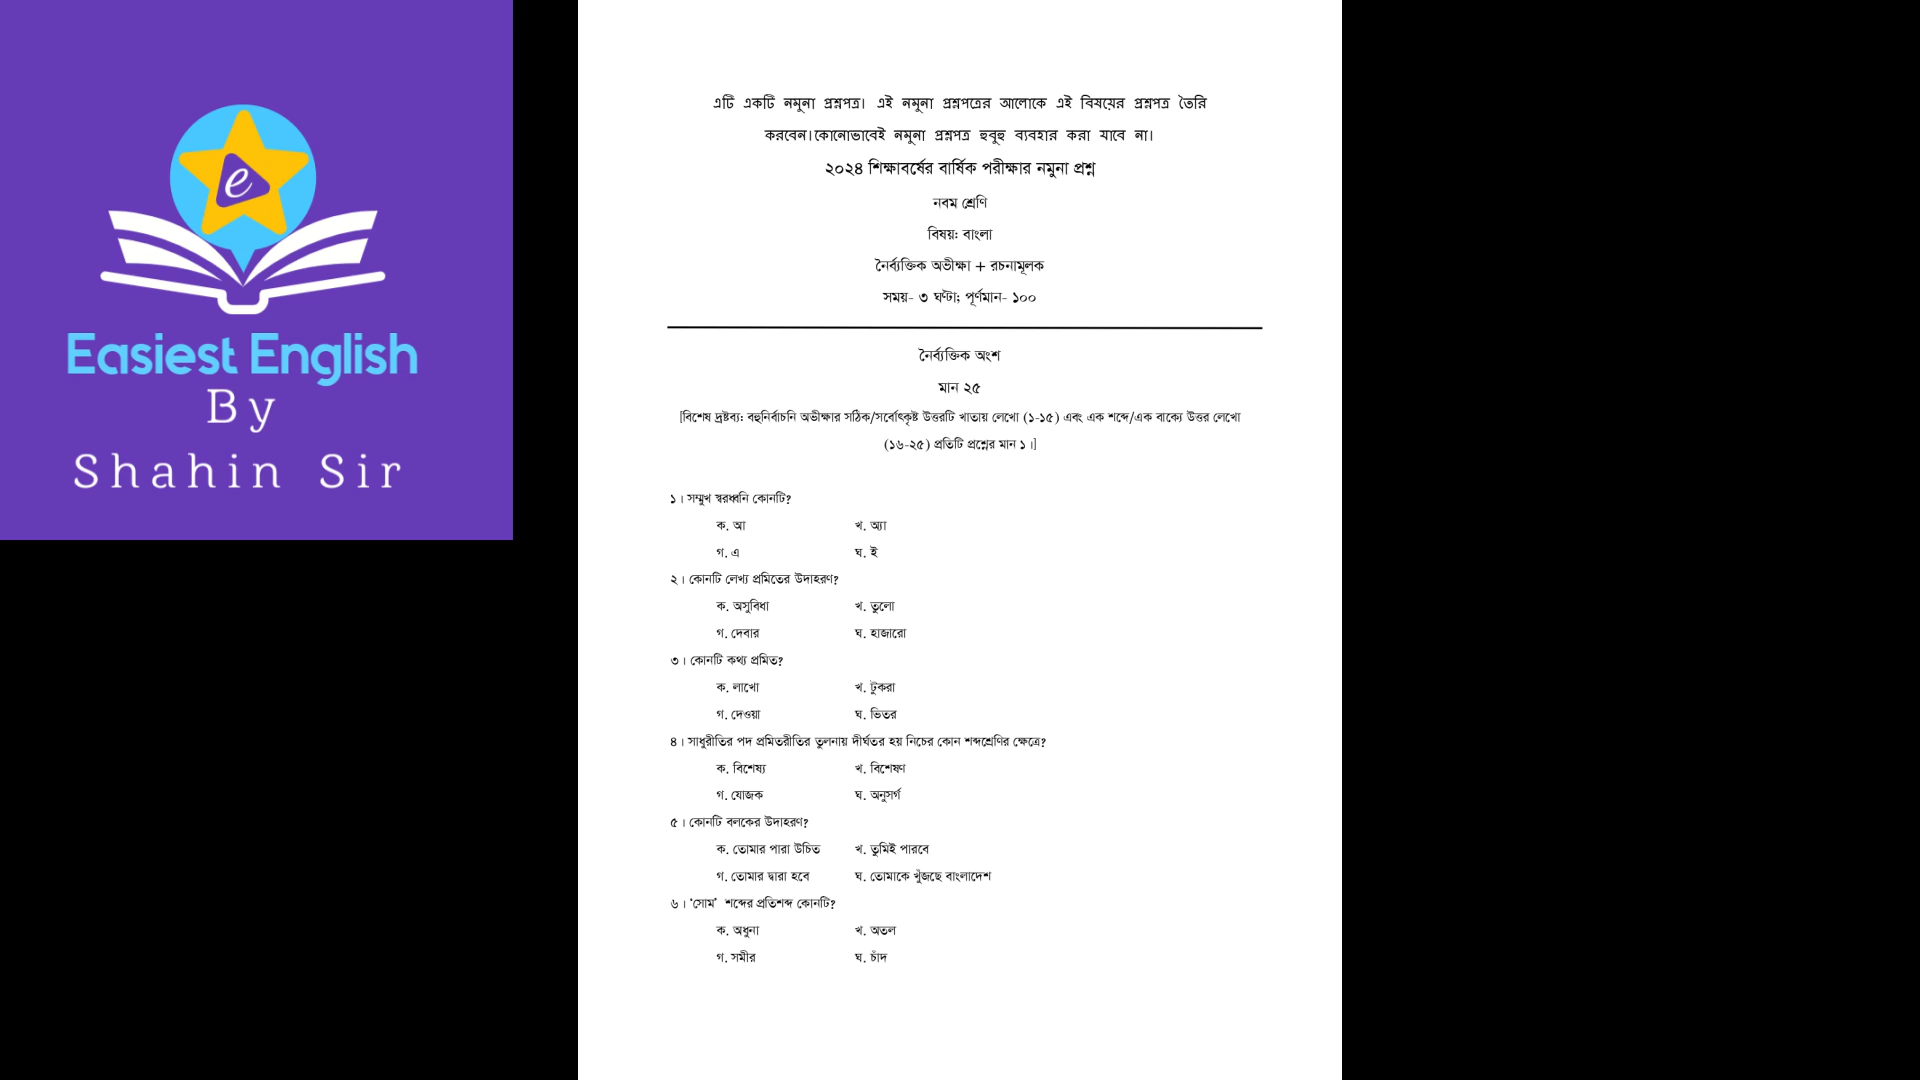 e
Easiest English
By
Shahin Sir
এটি একটি নমুনা প্রশ্নপত্র। এই নমুনা প্রশ্নপত্রের আলোকে এই বিষয়ের প্রশ্নপত্র তৈরি
করবেন।কোনোভাবেই নমুনা প্রশ্নপত্র হুবুহু ব্যবহার করা যাবে না।
২০২৪ শিক্ষাবর্ষের বার্ষিক পরীক্ষার নমুনা প্রশ্ন
নবম শ্রেণি
বিষয়: বাংলা
নৈর্ব্যক্তিক অভীক্ষা + রচনামূলক
সময়- ৩ ঘণ্টা; পূর্ণমান- ১০০
নৈর্ব্যক্তিক অংশ
মান ২৫
[বিশেষ দ্রষ্টব্য: বহুনির্বাচনি অভীক্ষার সঠিক/সর্বোৎকৃষ্ট উত্তরটি খাতায় লেখো (১-১৫) এবং এক শব্দে/এক বাক্যে উত্তর লেখো
(১৬-২৫) প্রতিটি প্রশ্নের মান ১।]
১। সম্মুখ স্বরধ্বনি কোনটি?
ক. আ খ. অ্যা
গ. এ ঘ. ই
২। কোনটি লেখ্য প্রমিতের উদাহরণ?
ক. অসুবিধা খ. তুলো
গ. দেবার ঘ. হাজারো
৩। কোনটি কথ্য প্রমিত?
ক. লাখো খ. টুকরা
গ. দেওয়া ঘ. ভিতর
৪। সাধুরীতির পদ প্রমিতরীতির তুলনায় দীর্ঘতর হয় নিচের কোন শব্দশ্রেণির ক্ষেত্রে?
ক. বিশেষ্য খ. বিশেষণ
গ. যোজক ঘ. অনুসর্গ
৫। কোনটি বলকের উদাহরণ?
ক. তোমার পারা উচিত খ. তুমিই পারবে
গ. তোমার দ্বারা হবে ঘ. তোমাকে খুঁজছে বাংলাদেশ
৬। 'সোম' শব্দের প্রতিশব্দ কোনটি?
ক. অধুনা খ. অতল
গ. সমীর ঘ. চাঁদ